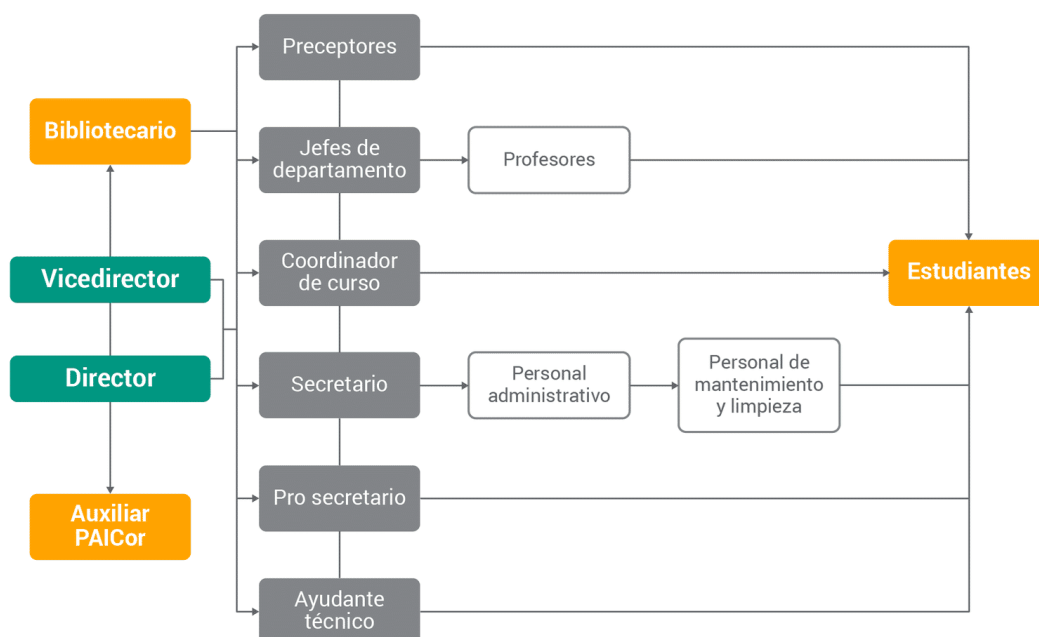 Preceptores
Bibliotecario
Jefes de
departamento
Profesores
Vicedirector
Coordinador
de curso
Estudiantes
Director
Secretario
Personal
administrativo
Personal de
mantenimiento
y limpieza
Auxiliar
PAICor
Pro secretario
Ayudante
técnico